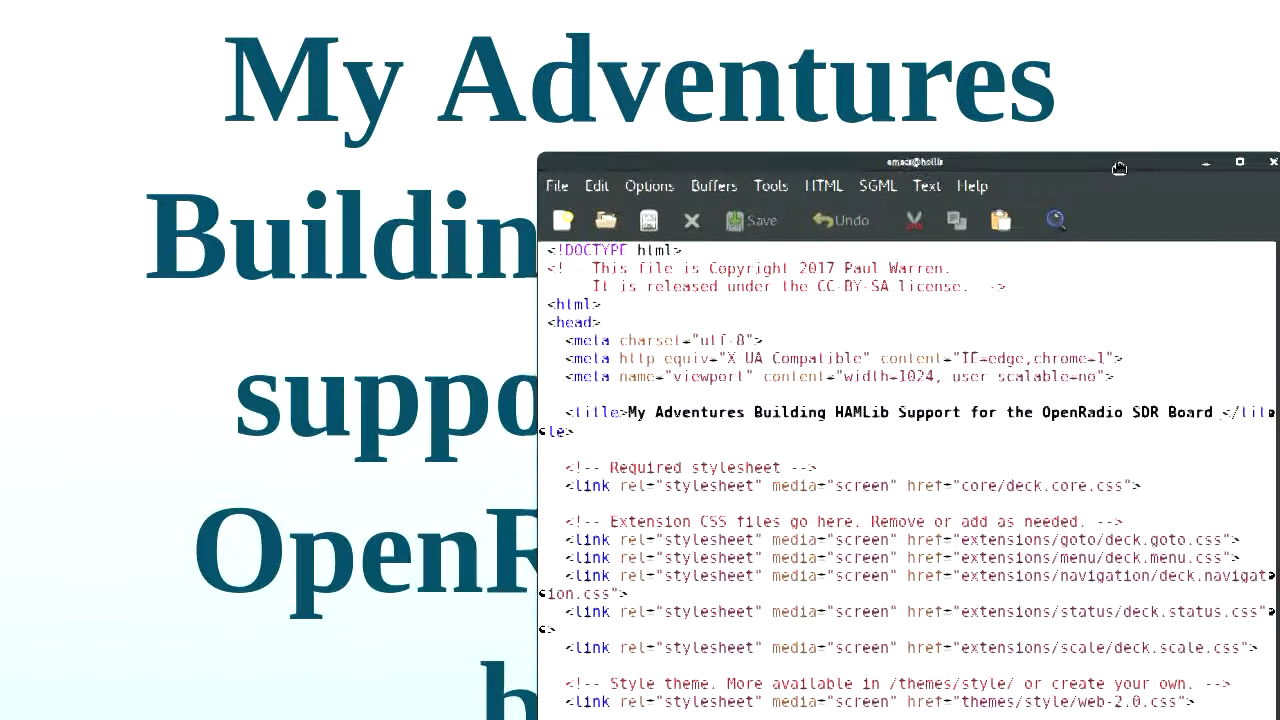 My Adventures
Buildin
suppo
OpenR
b
emacs@hollis
File Edit Options Buffers Tools HTML SGML Text Help
Save Undo
<!DOCTYPE html>
<!-- This file is Copyright 2017 Paul Warren.
It is released under the CC-BY-SA license. -->
<html>
<head>
<meta charset="utf-8">
<meta http-equiv="X-UA-Compatible" content="IE=edge,chrome=1">
<meta name="viewport" content="width=1024, user-scalable=no">
<title>My Adventures Building HAMLib Support for the OpenRadio SDR Board </tit
le>
<!-- Required stylesheet -->
<link rel="stylesheet" media="screen" href="core/deck.core.css">
<!-- Extension CSS files go here. Remove or add as needed. -->
<link rel="stylesheet" media="screen" href="extensions/goto/deck.goto.css">
<link rel="stylesheet" media="screen" href="extensions/menu/deck.menu.css">
<link rel="stylesheet" media="screen" href="extensions/navigation/deck.navigat
ion.css">
<link rel="stylesheet" media="screen" href="extensions/status/deck.status.css"
>
<link rel="stylesheet" media="screen" href="extensions/scale/deck.scale.css">
<!-- Style theme. More available in /themes/style/ or create your own. -->
<link rel="stylesheet" media="screen" href="themes/style/web-2.0.css">